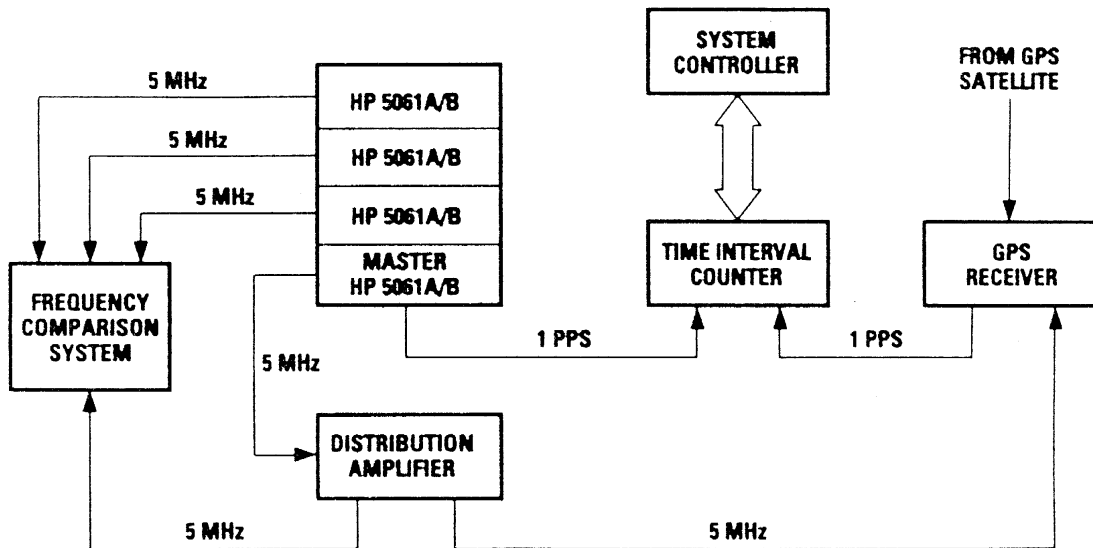 SYSTEM
CONTROLLER
FROM GPS
SATELLITE
5 MHz
HP 5061A/B
5 MHz
HP 5061A/B
5 MHz
HP 5061A/B
MASTER
HP 5061A/B
TIME INTERVAL
COUNTER
GPS
RECEIVER
FREQUENCY
COMPARISON
SYSTEM
1 PPS
1 PPS
5 MHz
DISTRIBUTION
AMPLIFIER
5 MHz
5 MHz